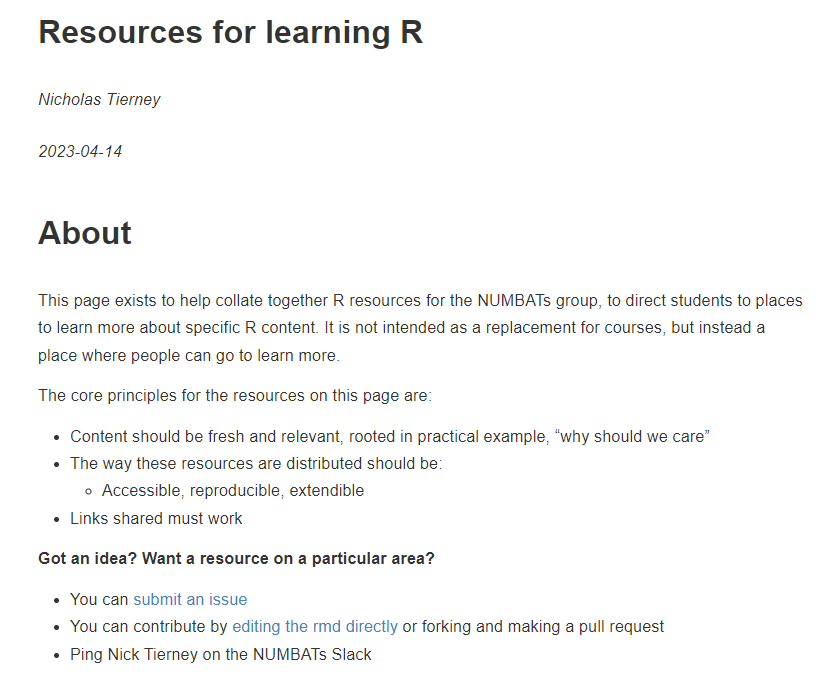 Resources for learning R
Nicholas Tierney
2023-04-14
About
This page exists to help collate together R resources for the NUMBATs group, to direct students to places
to learn more about specific R content. It is not intended as a replacement for courses, but instead a
place where people can go to learn more.
The core principles for the resources on this page are:
• Content should be fresh and relevant, rooted in practical example, “why should we care”
• The way these resources are distributed should be:
◦ Accessible, reproducible, extendible
• Links shared must work
Got an idea? Want a resource on a particular area?
• You can submit an issue
• You can contribute by editing the rmd directly or forking and making a pull request
• Ping Nick Tierney on the NUMBATs Slack